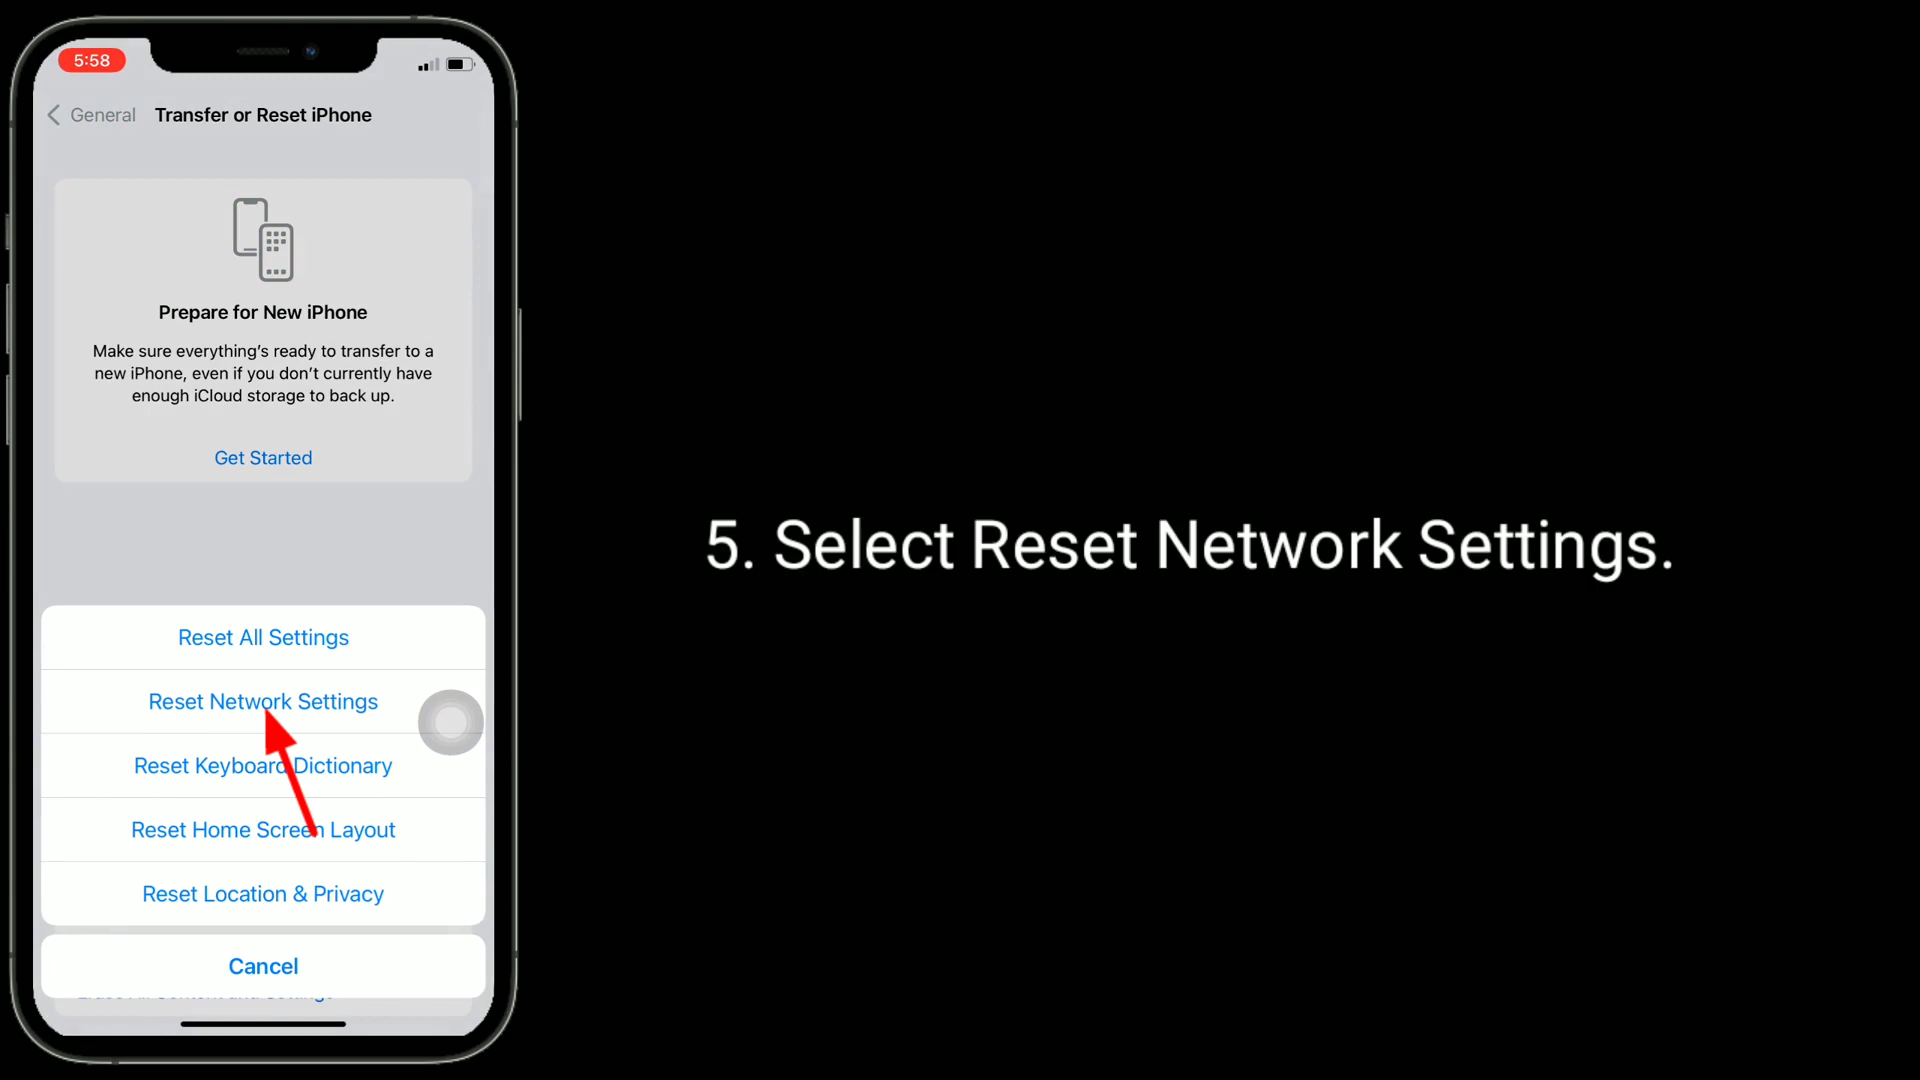 5:58
General
Transfer or Reset iPhone
Prepare for New iPhone
Make sure everything's ready to transfer to a
new iPhone, even if you don't currently have
enough iCloud storage to back up.
Get Started
Reset All Settings
Reset Network Settings
Reset Keyboard Dictionary
Reset Home Screen Layout
Reset Location & Privacy
Cancel
5. Select Reset Network Settings.